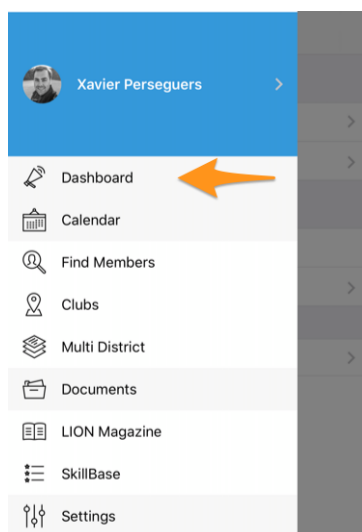 Xavier Perseguers
Dashboard
Calendar
Find Members
Clubs
Multi District
Documents
LION Magazine
SkillBase
Settings